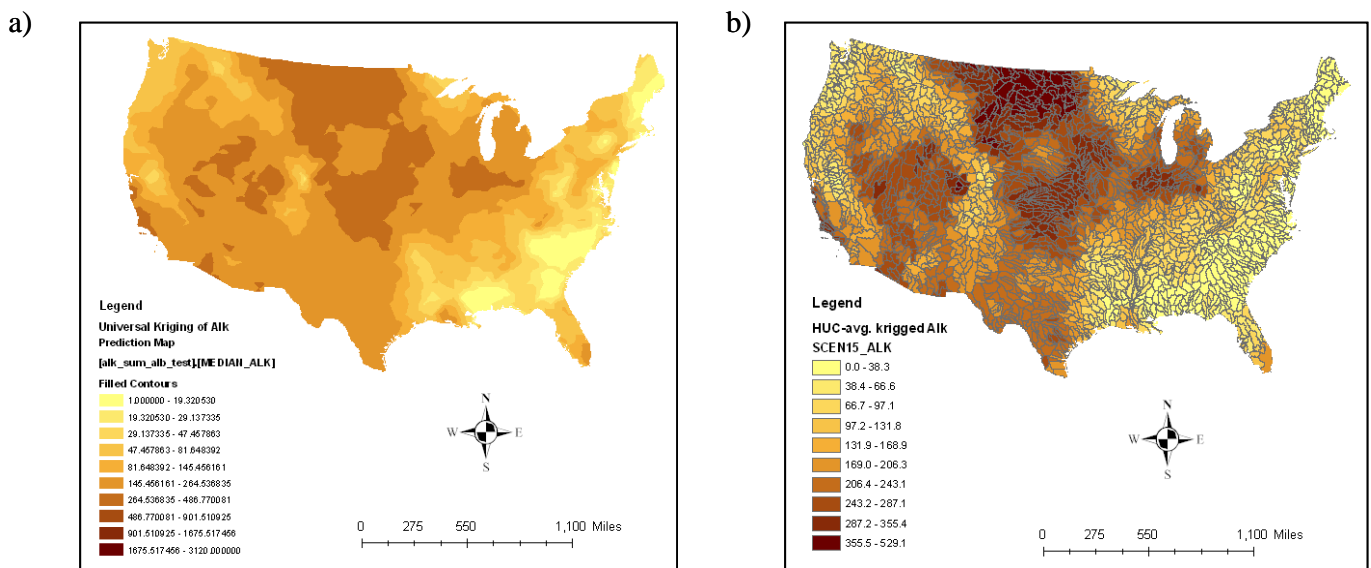 a)
Legend
Universal Kriging of Alk
Prediction Map
[alk_sum_alb_test].[MEDIAN_ALK]
Filled Contours
1.000000 - 19.320530
19.320530 - 29.137335
29.137335 - 47.457863
47.457863 - 81.648392
81.648392 - 145.456161
145.456161 - 264.536835
264.536835 - 486.770081
486.770081 - 901.510925
901.510925 - 1675.517456
1675.517456 - 3120.000000
N
W E
S
0 275 550 1,100 Miles
b)
Legend
HUC-avg. krigged Alk
SCEN15_ALK
0.0 - 38.3
38.4 - 66.6
66.7 - 97.1
97.2 - 131.8
131.9 - 168.9
169.0 - 206.3
206.4 - 243.1
243.2 - 287.1
287.2 - 355.4
355.5 - 529.1
N
W E
S
0 275 550 1,100 Miles